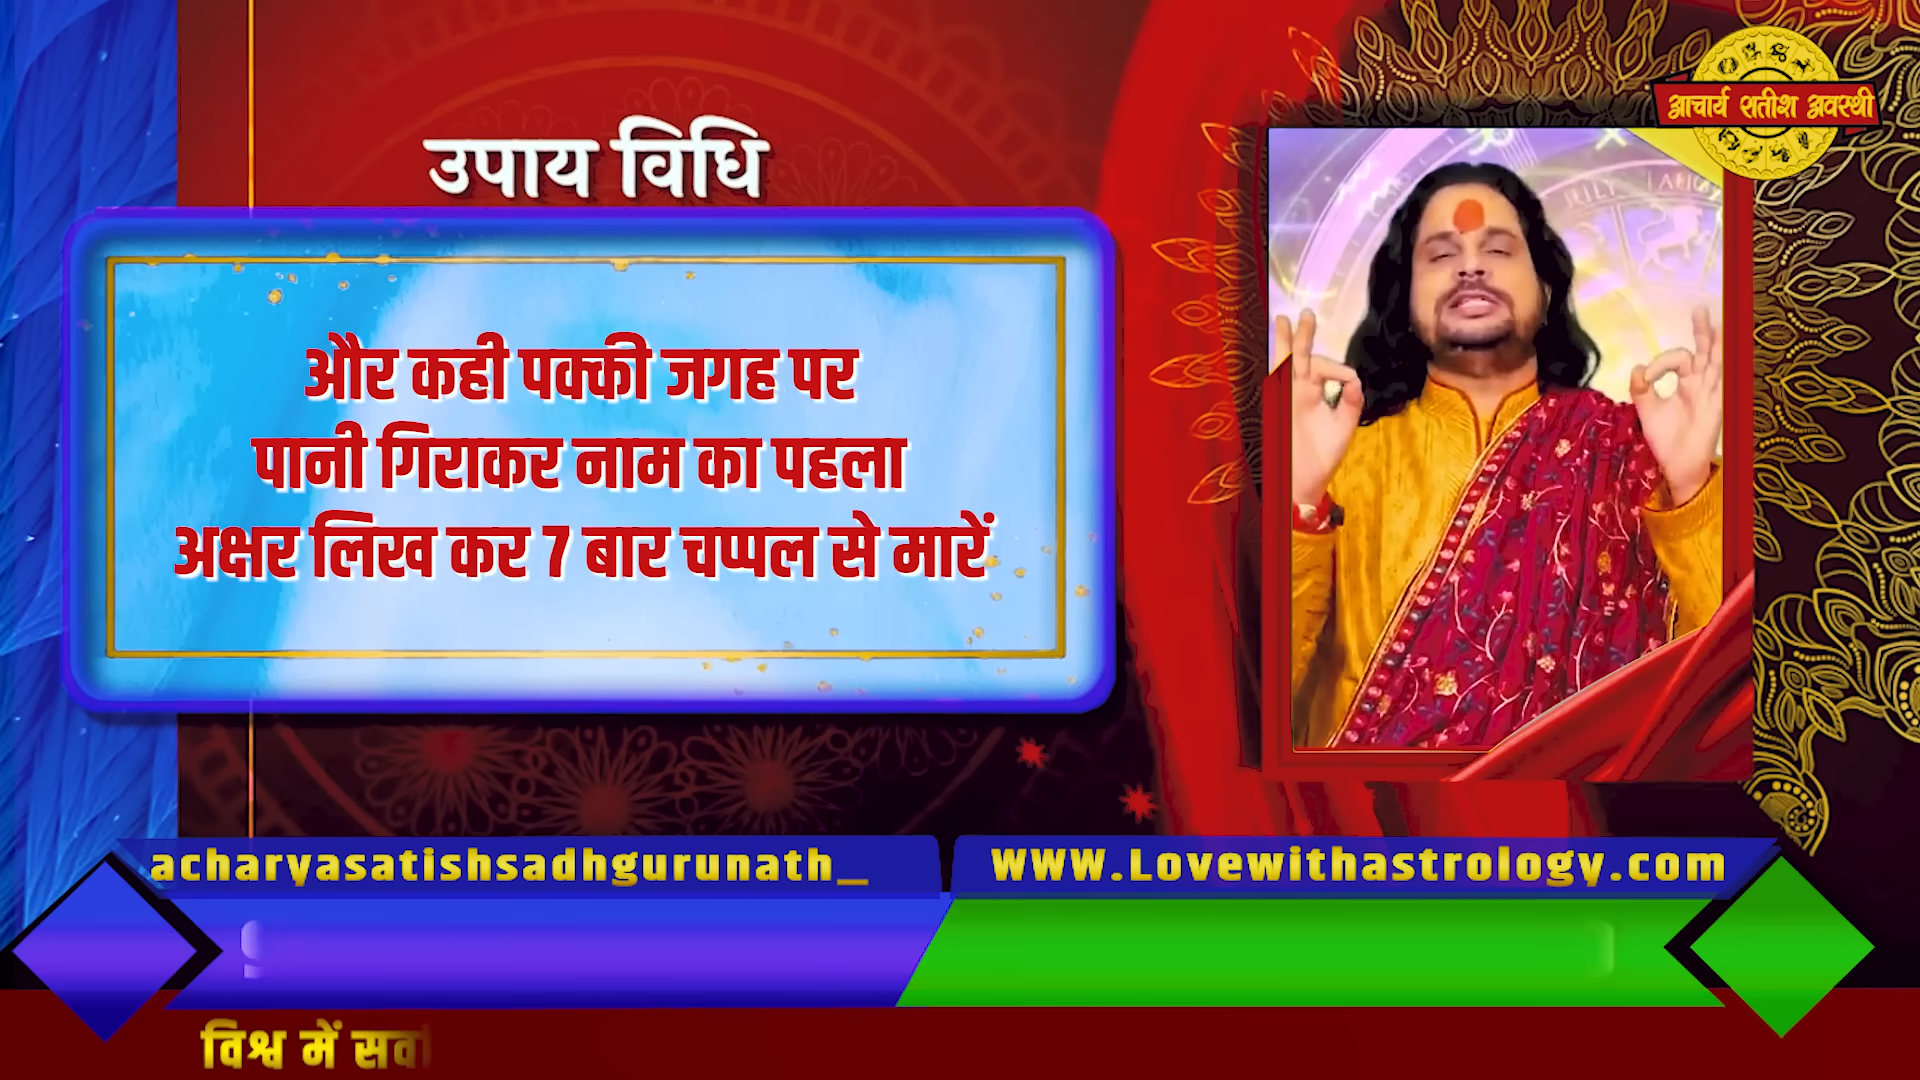 आचार्य सतीश अवस्थी
उपाय विधि
और कही पक्की जगह पर
पानी गिराकर नाम का पहला
अक्षर लिख कर 7 बार चप्पल से मारें
acharyasatishsadhgurunath_
WWW.Lovewithastrology.com
विश्व में